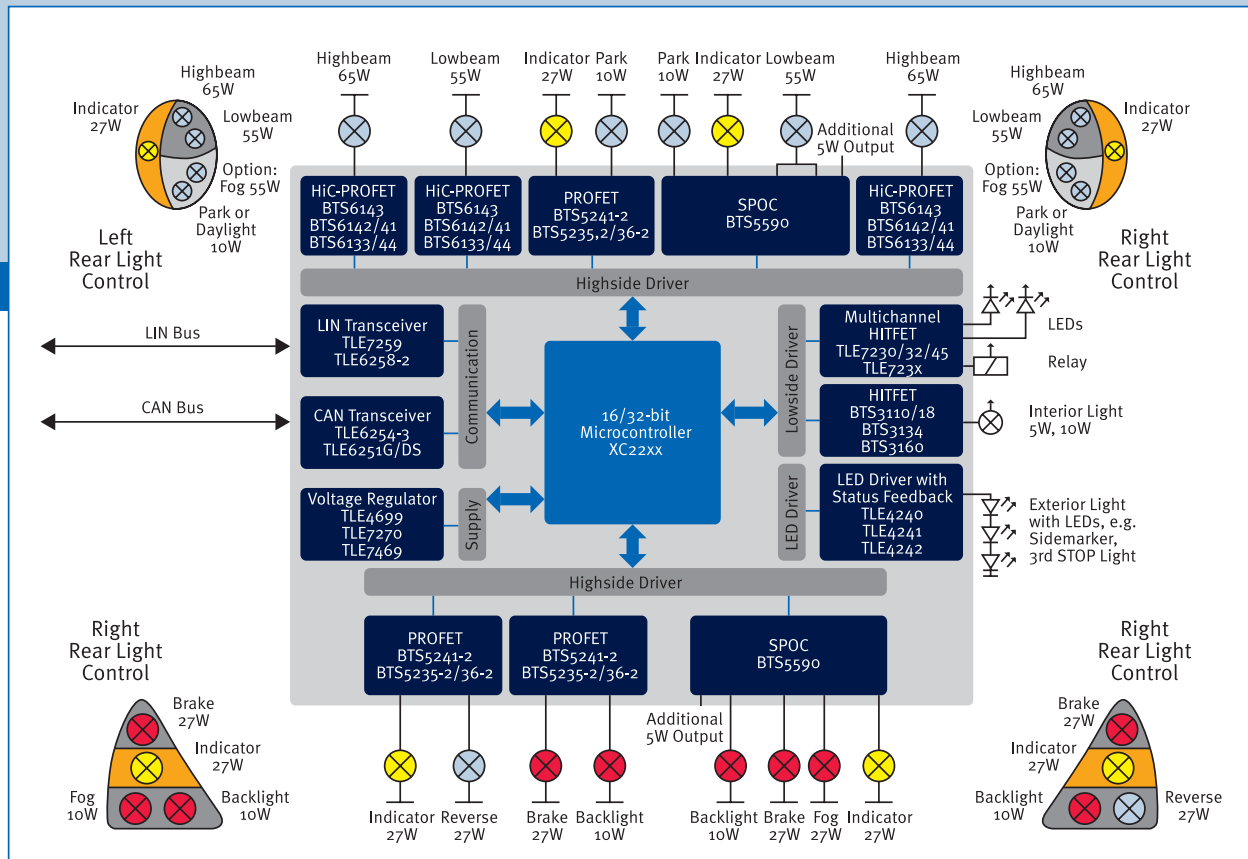 Highbeam
65W
Indicator
27W
Lowbeam
55W
Option:
Fog 55W
Park or
Daylight
10W
Left
Rear Light
Control
Highbeam
65W
Lowbeam
55W
Indicator
27W
Park
10W
Park
10W
Indicator
27W
Lowbeam
55W
Additional
5W Output
Highbeam
65W
Highbeam
65W
Indicator
27W
Lowbeam
55W
Option:
Fog 55W
Park or
Daylight
10W
Right
Rear Light
Control
HiC-PROFET
BTS6143
BTS6142/41
BTS6133/44
HiC-PROFET
BTS6143
BTS6142/41
BTS6133/44
PROFET
BTS5241-2
BTS5235,2/36-2
SPOC
BTS5590
HiC-PROFET
BTS6143
BTS6142/41
BTS6133/44
Highside Driver
LIN Bus
LIN Transceiver
TLE7259
TLE6258-2
CAN Bus
CAN Transceiver
TLE6254-3
TLE6251G/DS
Communication
Voltage Regulator
TLE4699
TLE7270
TLE7469
Supply
16/32-bit
Microcontroller
XC22xx
Lowside Driver
Multichannel
HITFET
TLE7230/32/45
TLE723x
LEDs
Relay
HITFET
BTS3110/18
BTS3134
BTS3160
Interior Light
5W, 10W
LED Driver
LED Driver with
Status Feedback
TLE4240
TLE4241
TLE4242
Exterior Light
with LEDs, e.g.
Sidemarker,
3rd STOP Light
Highside Driver
PROFET
BTS5241-2
BTS5235-2/36-2
PROFET
BTS5241-2
BTS5235-2/36-2
SPOC
BTS5590
Right
Rear Light
Control
Brake
27W
Indicator
27W
Fog
10W
Backlight
10W
Indicator
27W
Reverse
27W
Brake
27W
Backlight
10W
Additional
5W Output
Backlight
10W
Brake
27W
Fog
27W
Indicator
27W
Right
Rear Light
Control
Brake
27W
Indicator
27W
Backlight
10W
Reverse
27W